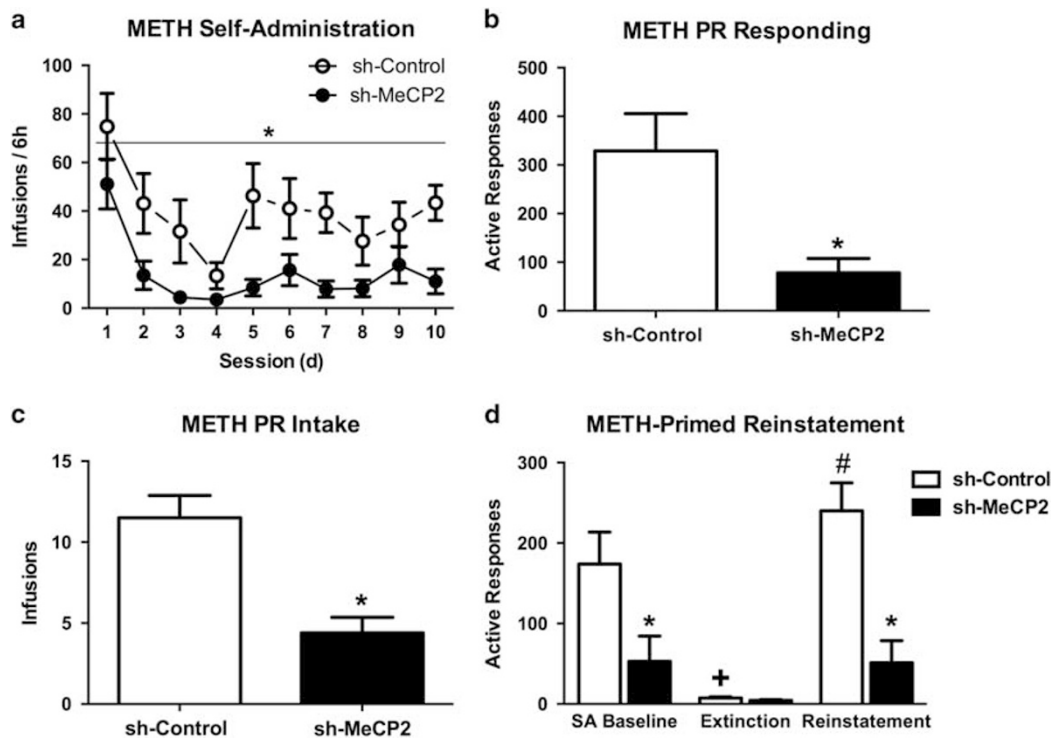 a
METH Self-Administration
sh-Control
sh-MeCP2
*
Infusions / 6h
100
80
60
40
20
0
1 2 3 4 5 6 7 8 9 10
Session (d)
b
METH PR Responding
Active Responses
500
400
300
200
100
0
*
sh-Control sh-MeCP2
c
METH PR Intake
Infusions
15
10
5
0
*
sh-Control sh-MeCP2
d
METH-Primed Reinstatement
sh-Control
sh-MeCP2
Active Responses
300
200
100
0
#
*
*
+
SA Baseline Extinction Reinstatement